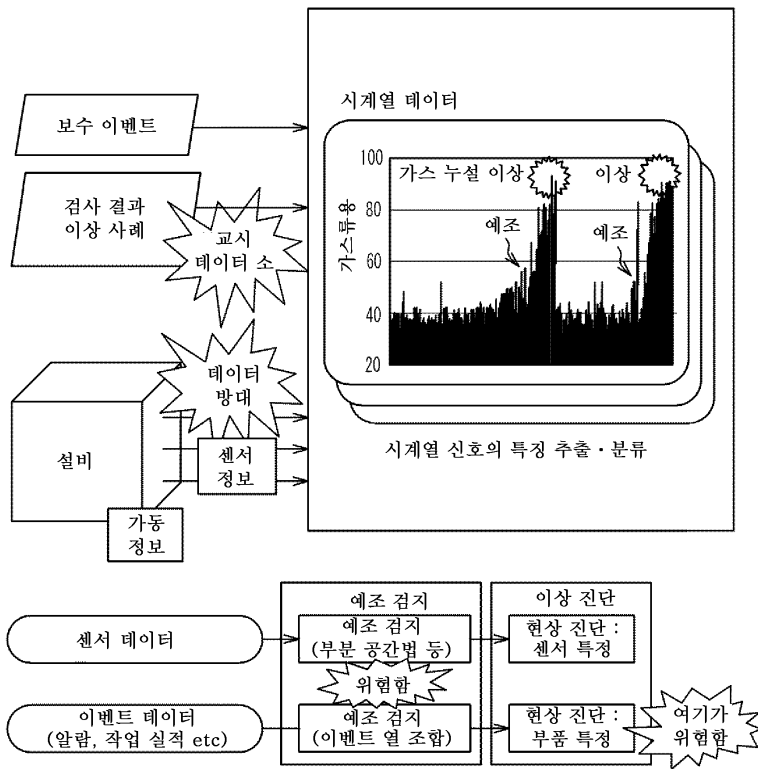 보수 이벤트
검사 결과
이상 사례
교시
데이터 소
데이터
방대
설비
센서
정보
가동
정보
시계열 데이터
가스 누설 이상
이상
예조
예조
가스류용
100
80
60
40
20
시계열 신호의 특징 추출・분류
예조 검지
이상 진단
센서 데이터
예조 검지
(부분 공간법 등)
현상 진단 :
센서 특정
위험함
이벤트 데이터
(알람, 작업 실적 etc)
예조 검지
(이벤트 열 조합)
현상 진단 :
부품 특정
여기가
위험함